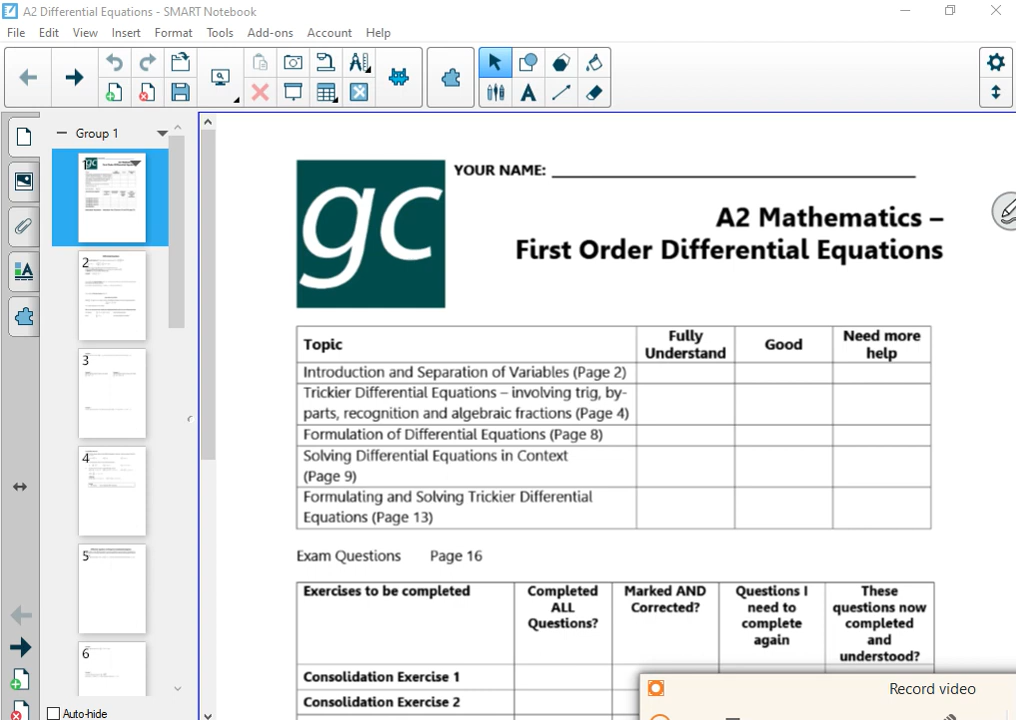 A2 Differential Equations - SMART Notebook
File Edit View Insert Format Tools Add-ons Account Help
Group 1
1
2
3
4
5
6
Auto-hide
gc
YOUR NAME:
A2 Mathematics –
First Order Differential Equations
Topic
Fully
Understand
Good
Need more
help
Introduction and Separation of Variables (Page 2)
Trickier Differential Equations – involving trig, by-
parts, recognition and algebraic fractions (Page 4)
Formulation of Differential Equations (Page 8)
Solving Differential Equations in Context
(Page 9)
Formulating and Solving Trickier Differential
Equations (Page 13)
Exam Questions Page 16
Exercises to be completed
Completed
ALL
Questions?
Marked AND
Corrected?
Questions I
need to
complete
again
These
questions now
completed
and
understood?
Consolidation Exercise 1
Consolidation Exercise 2
Record video